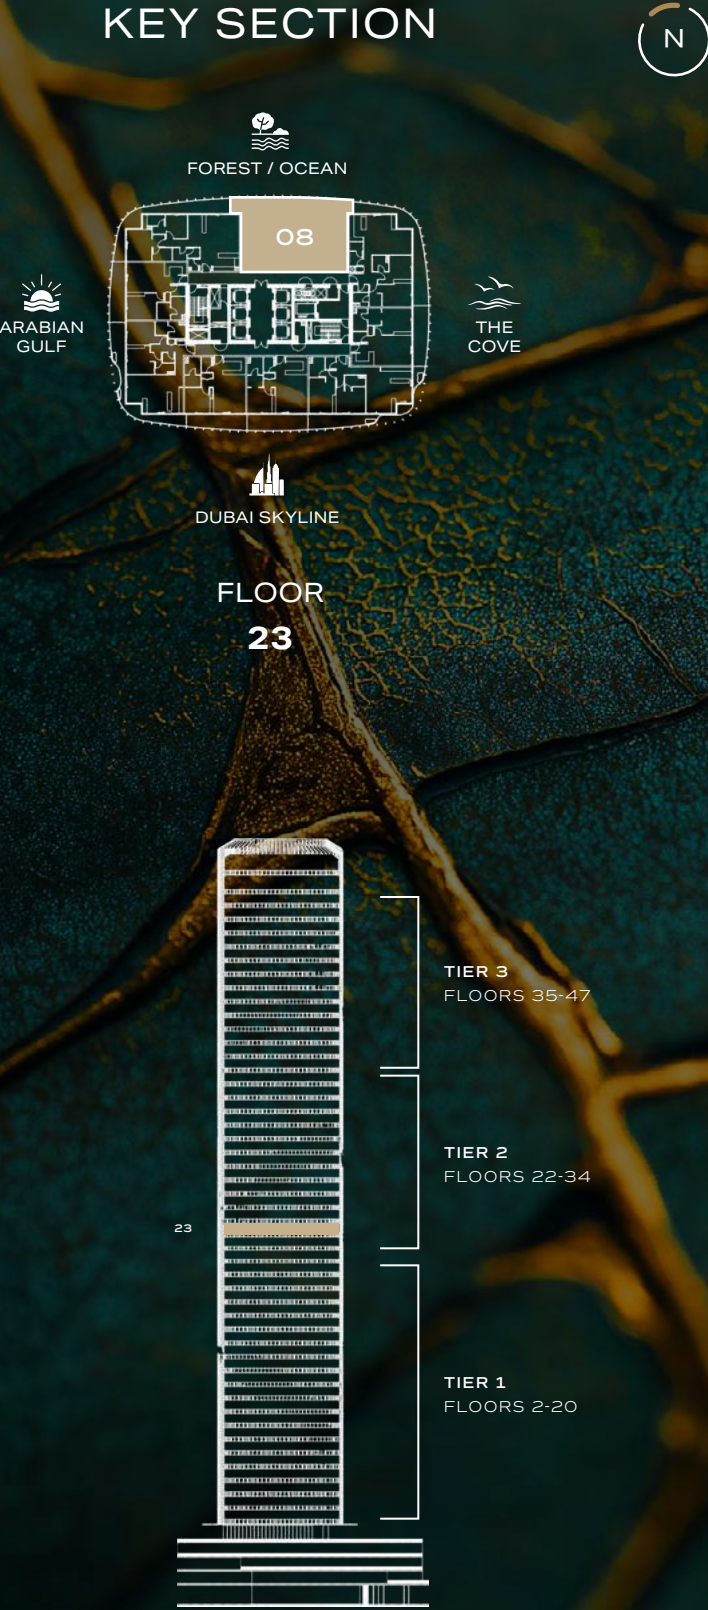 KEY SECTION
N
FOREST / OCEAN
08
ARABIAN
GULF
THE
COVE
DUBAI SKYLINE
FLOOR
23
TIER 3
FLOORS 35-47
TIER 2
FLOORS 22-34
23
TIER 1
FLOORS 2-20